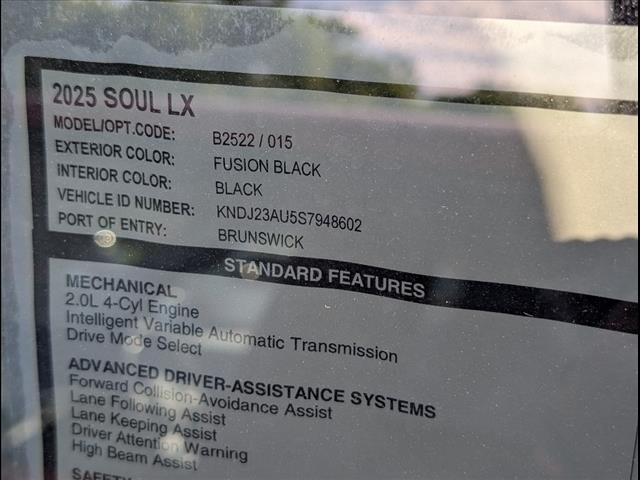 2025 SOUL LX
MODEL/OPT.CODE: B2522 / 015
EXTERIOR COLOR: FUSION BLACK
INTERIOR COLOR: BLACK
VEHICLE ID NUMBER: KNDJ23AU5S7948602
PORT OF ENTRY: BRUNSWICK
STANDARD FEATURES
MECHANICAL
2.0L 4-Cyl Engine
Intelligent Variable Automatic Transmission
Drive Mode Select
ADVANCED DRIVER-ASSISTANCE SYSTEMS
Forward Collision-Avoidance Assist
Lane Following Assist
Lane Keeping Assist
Driver Attention Warning
High Beam Assist